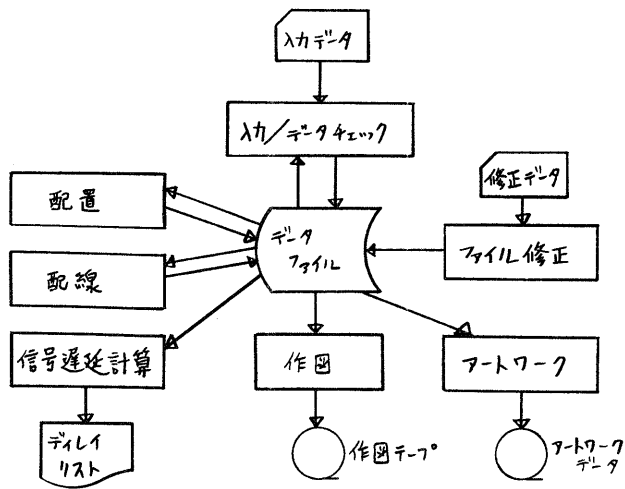 入力データ
入力/データチェック
修正データ
配置
データ
ファイル
ファイル修正
配線
信号遅延計算
作図
アートワーク
ディレイ
リスト
作図テープ
アートワーク
データ